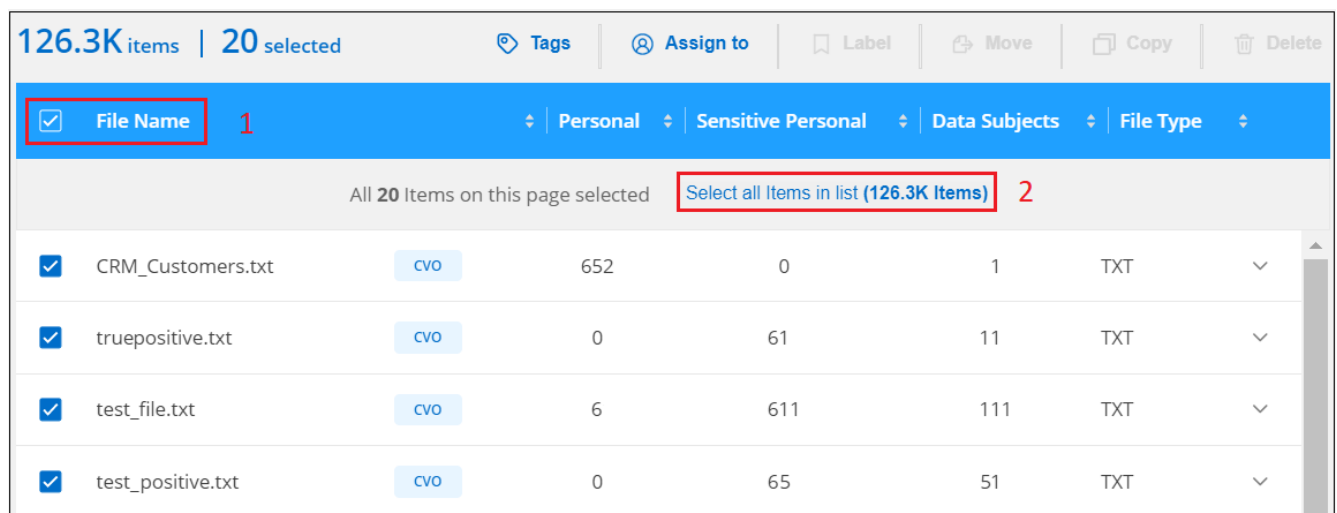 126.3K items | 20 selected Tags Assign to Label Move Copy Delete
File Name 1 Personal Sensitive Personal Data Subjects File Type
All 20 Items on this page selected Select all Items in list (126.3K Items) 2
CRM_Customers.txt CVO 652 0 1 TXT
truepositive.txt CVO 0 61 11 TXT
test_file.txt CVO 6 611 111 TXT
test_positive.txt CVO 0 65 51 TXT